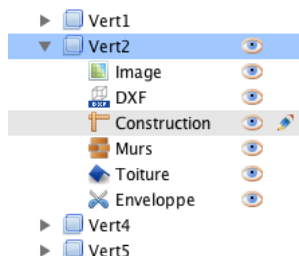 Vert1
Vert2
Image
DXF
Construction
Murs
Toiture
Enveloppe
Vert4
Vert5